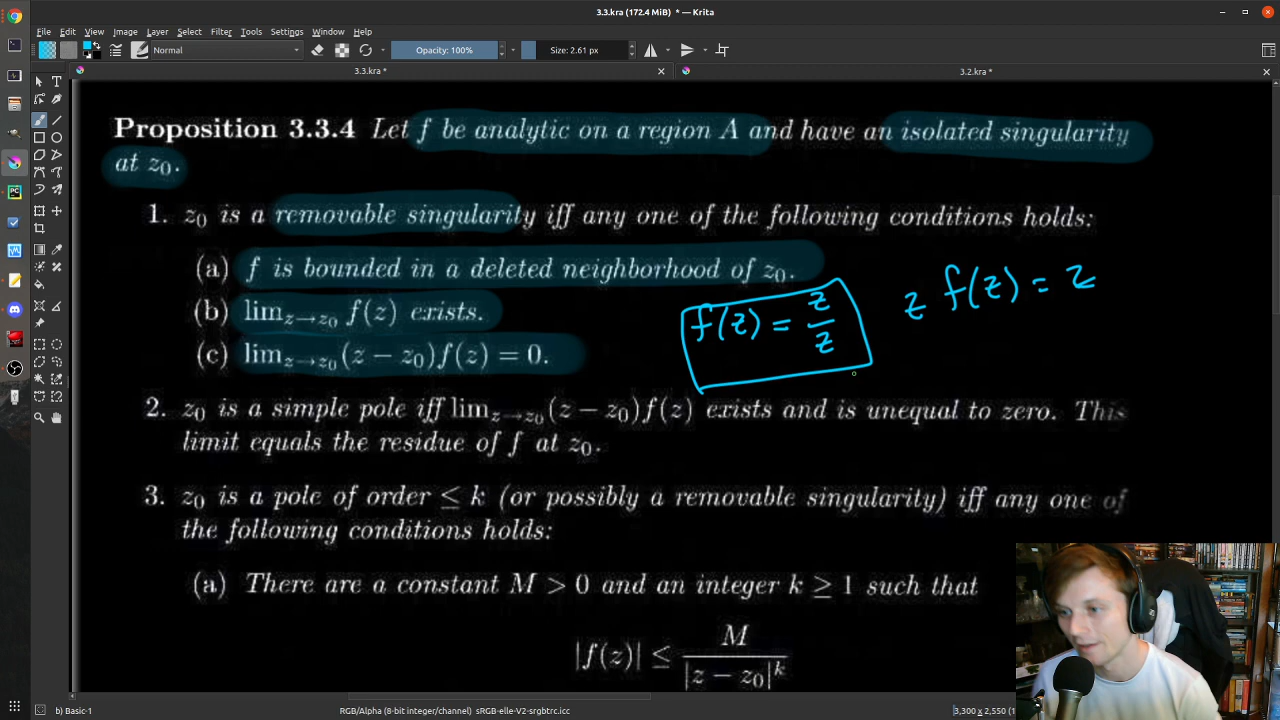 3.3.kra (172.4 MiB) * — Krita
File Edit View Image Layer Select Filter Tools Settings Window Help
Normal Opacity: 100% Size: 2.61 px
3.3.kra * 3.2.kra *
Proposition 3.3.4 Let f be analytic on a region A and have an isolated singularity
at z₀.
1. z₀ is a removable singularity iff any one of the following conditions holds:
(a) f is bounded in a deleted neighborhood of z₀.
(b) lim_{z→z₀} f(z) exists.
(c) lim_{z→z₀}(z − z₀)f(z) = 0.
f(z) = z/z
z f(z) = z
2. z₀ is a simple pole iff lim_{z→z₀}(z − z₀)f(z) exists and is unequal to zero. This
limit equals the residue of f at z₀.
3. z₀ is a pole of order ≤ k (or possibly a removable singularity) iff any one of
the following conditions holds:
(a) There are a constant M > 0 and an integer k ≥ 1 such that
|f(z)| ≤ M/|z − z₀|^k
b) Basic-1 RGB/Alpha (8-bit integer/channel) sRGB-elle-V2-srgbtrc.icc 3,300 x 2,550 (1